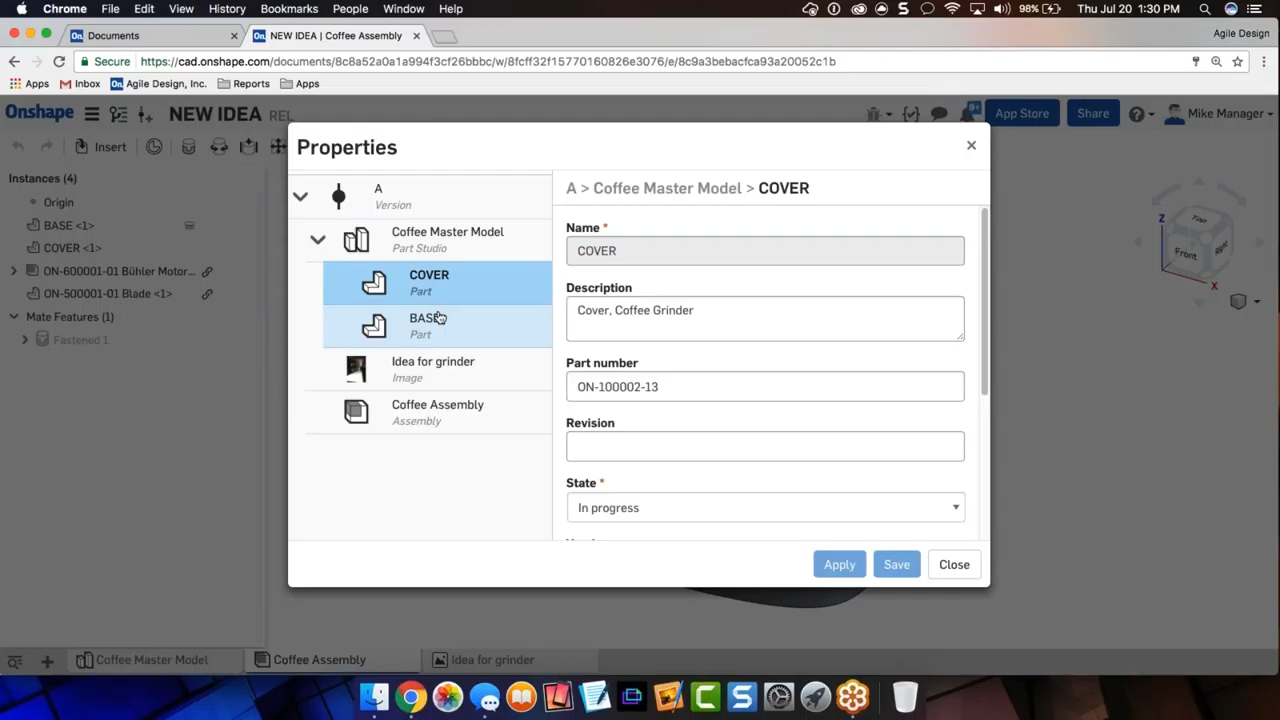 Chrome File Edit View History Bookmarks People Window Help 98% Thu Jul 20 1:30 PM
Documents NEW IDEA | Coffee Assembly Agile Design
Secure https://cad.onshape.com/documents/8c8a52a0a1a994f3cf26bbbc/w/8fcff32f15770160826e3076/e/8c9a3bebacfca93a20052c1b
Apps Inbox Agile Design, Inc. Reports Apps
Onshape NEW IDEA REL App Store Share Mike Manager
Insert
Properties
Instances (4)
Origin
BASE <1>
COVER <1>
ON-600001-01 Bühler Motor...
ON-500001-01 Blade <1>
Mate Features (1)
Fastened 1
A
Version
Coffee Master Model
Part Studio
COVER
Part
BASE
Part
Idea for grinder
Image
Coffee Assembly
Assembly
A > Coffee Master Model > COVER
Name *
COVER
Description
Cover, Coffee Grinder
Part number
ON-100002-13
Revision
State *
In progress
Apply Save Close
Top
Front
Right
Z
X
Coffee Master Model Coffee Assembly Idea for grinder